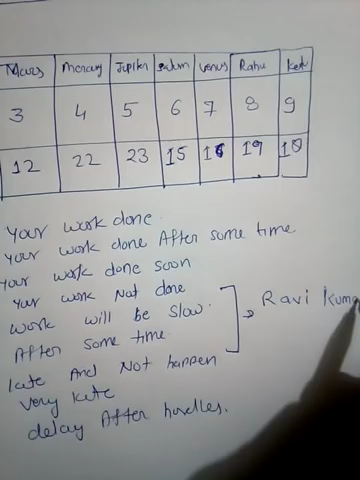 Mars Mercury Jupiter Saturn Venus Rahu Ketu
3 4 5 6 7 8 9
12 22 23 15 16 19 18
Your work done.
Your work done After some time
Your work done soon
Your work Not done
work will be slow.
After some time.
late And Not happen
Very late
delay After hurdles.
Ravi Kuma